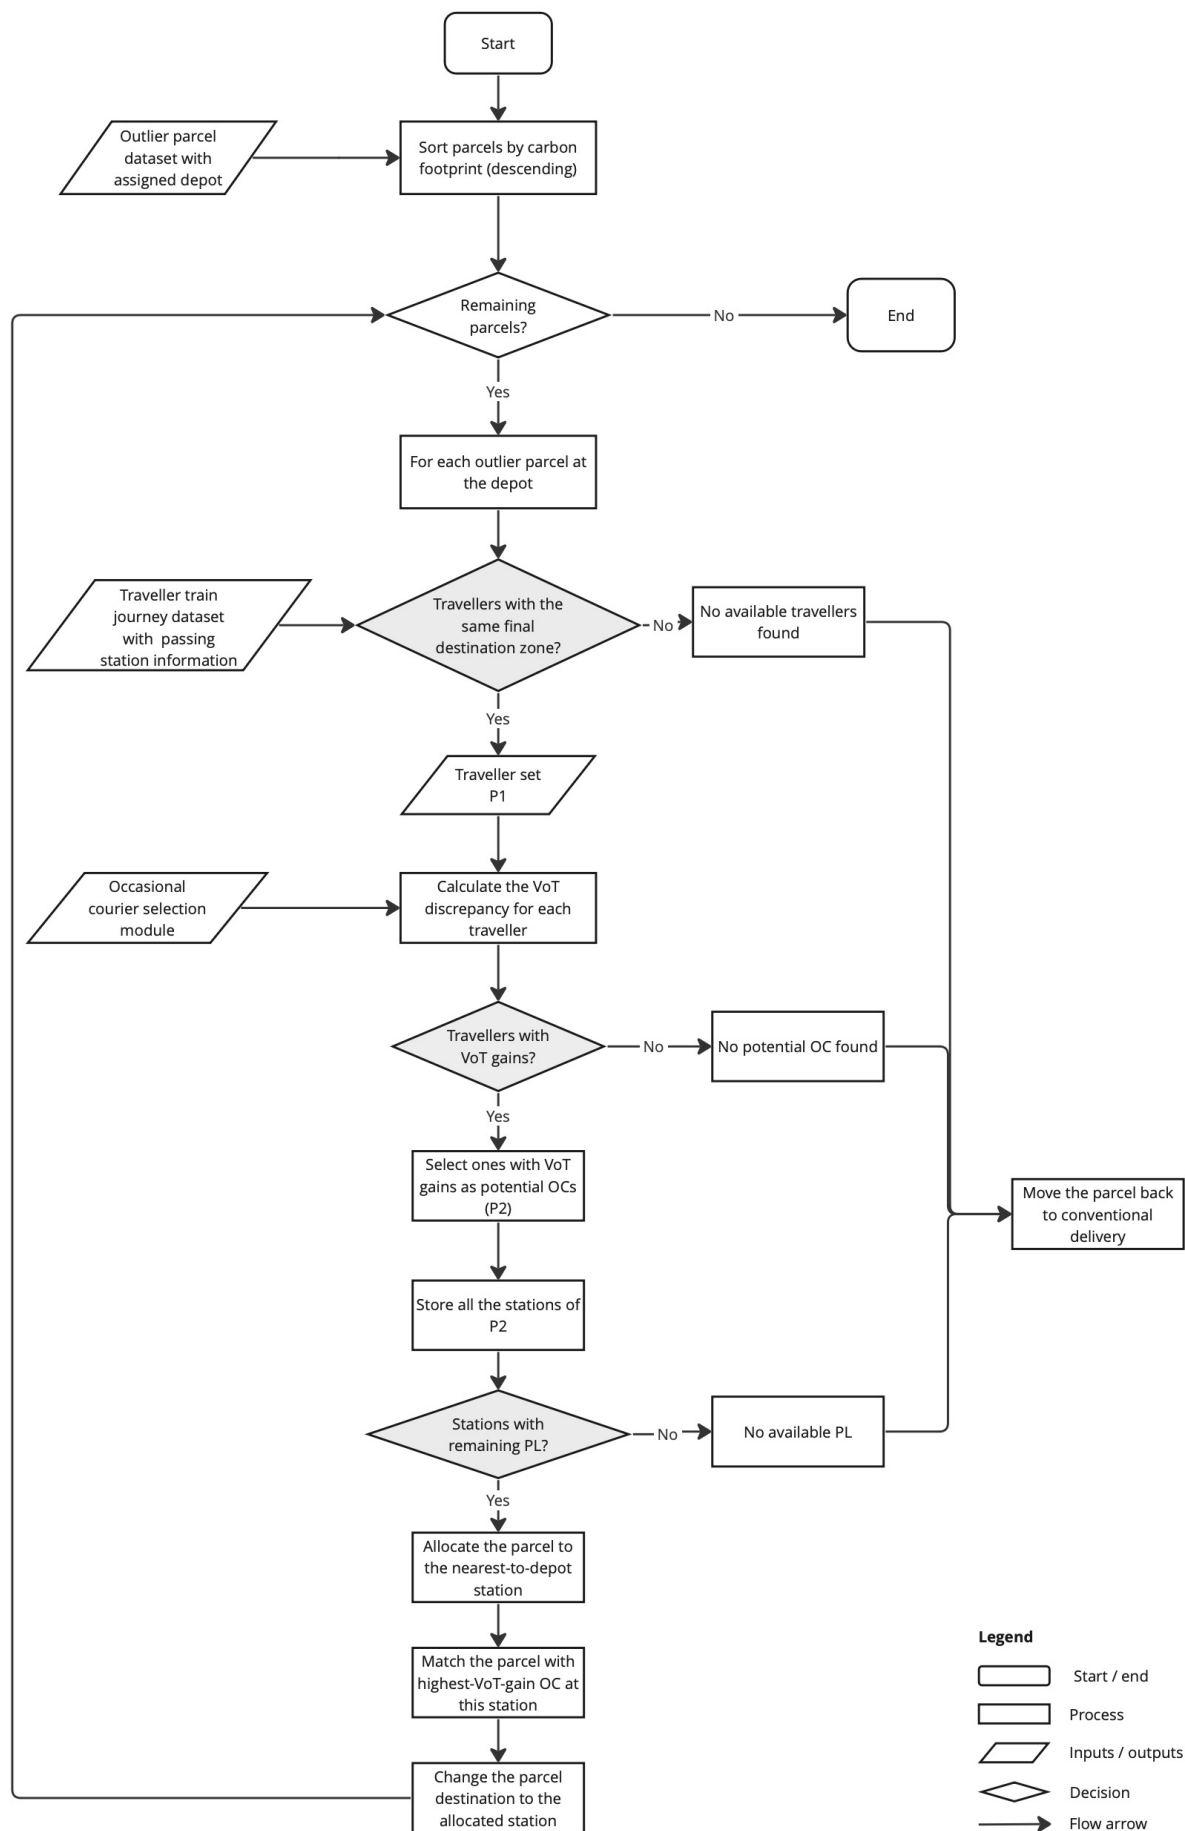 Start
Outlier parcel
dataset with
assigned depot
Sort parcels by carbon
footprint (descending)
Remaining
parcels?
No
End
Yes
For each outlier parcel at
the depot
Traveller train
journey dataset
with passing
station information
Travellers with the
same final
destination zone?
No
No available travellers
found
Yes
Traveller set
P1
Occasional
courier selection
module
Calculate the VoT
discrepancy for each
traveller
Travellers with
VoT gains?
No
No potential OC found
Yes
Select ones with VoT
gains as potential OCs
(P2)
Move the parcel back
to conventional
delivery
Store all the stations of
P2
Stations with
remaining PL?
No
No available PL
Yes
Allocate the parcel to
the nearest-to-depot
station
Match the parcel with
highest-VoT-gain OC at
this station
Change the parcel
destination to the
allocated station
Legend
Start / end
Process
Inputs / outputs
Decision
Flow arrow